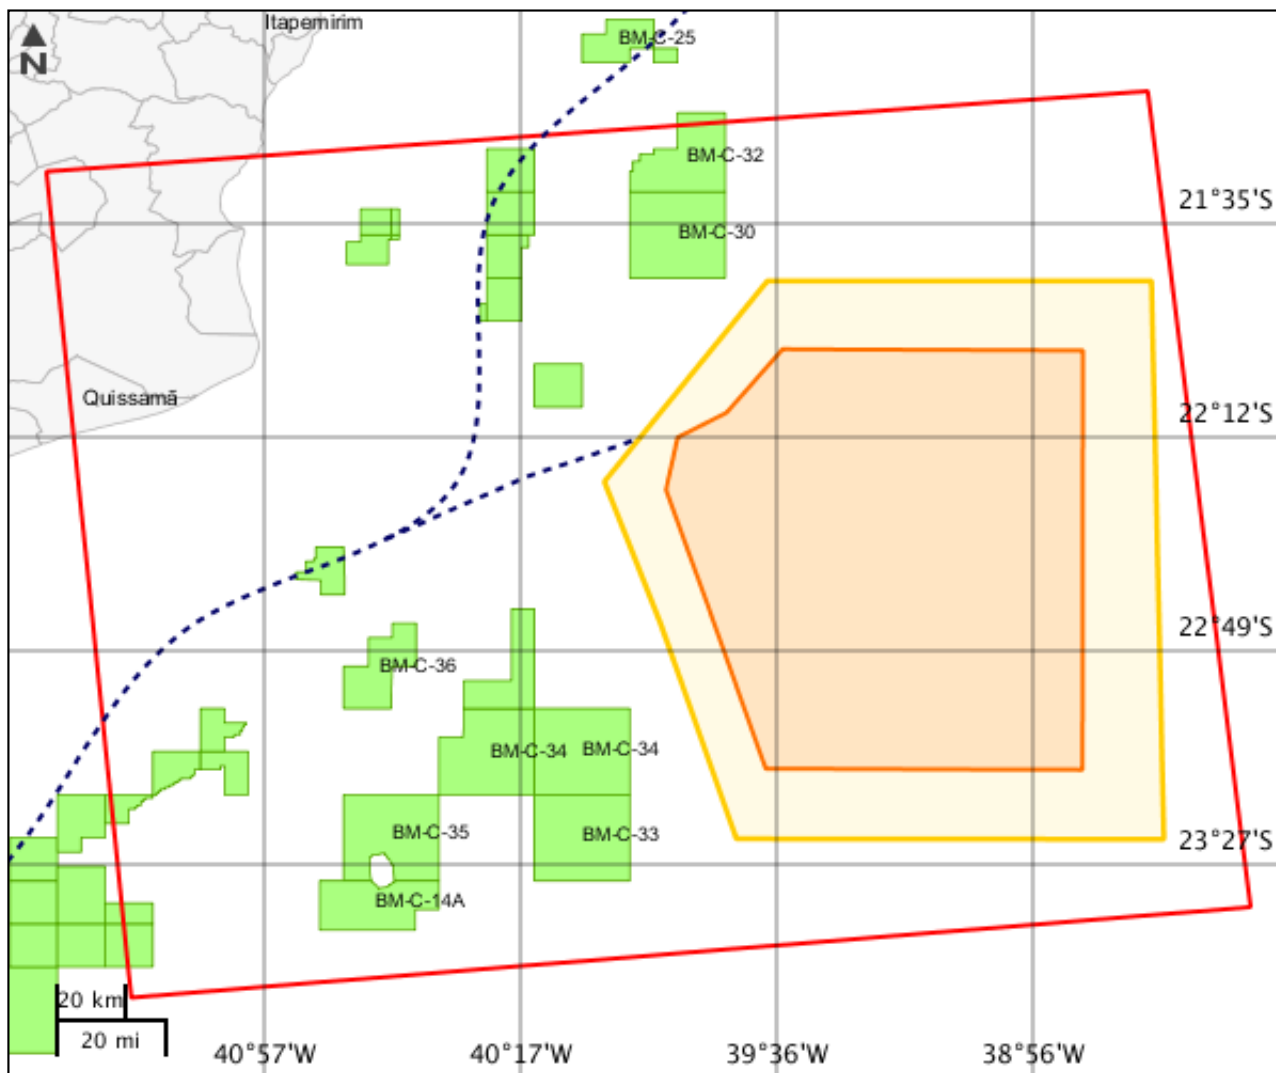 Itapemirim
BM-C-25
N
BM-C-32
21°35'S
BM-C-30
22°12'S
Quissamã
22°49'S
BM-C-36
BM-C-34
BM-C-34
BM-C-35
BM-C-33
23°27'S
BM-C-14A
20 km
20 mi
40°57'W
40°17'W
39°36'W
38°56'W